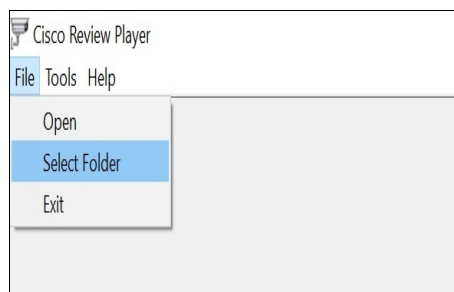 Cisco Review Player
File Tools Help
Open
Select Folder
Exit